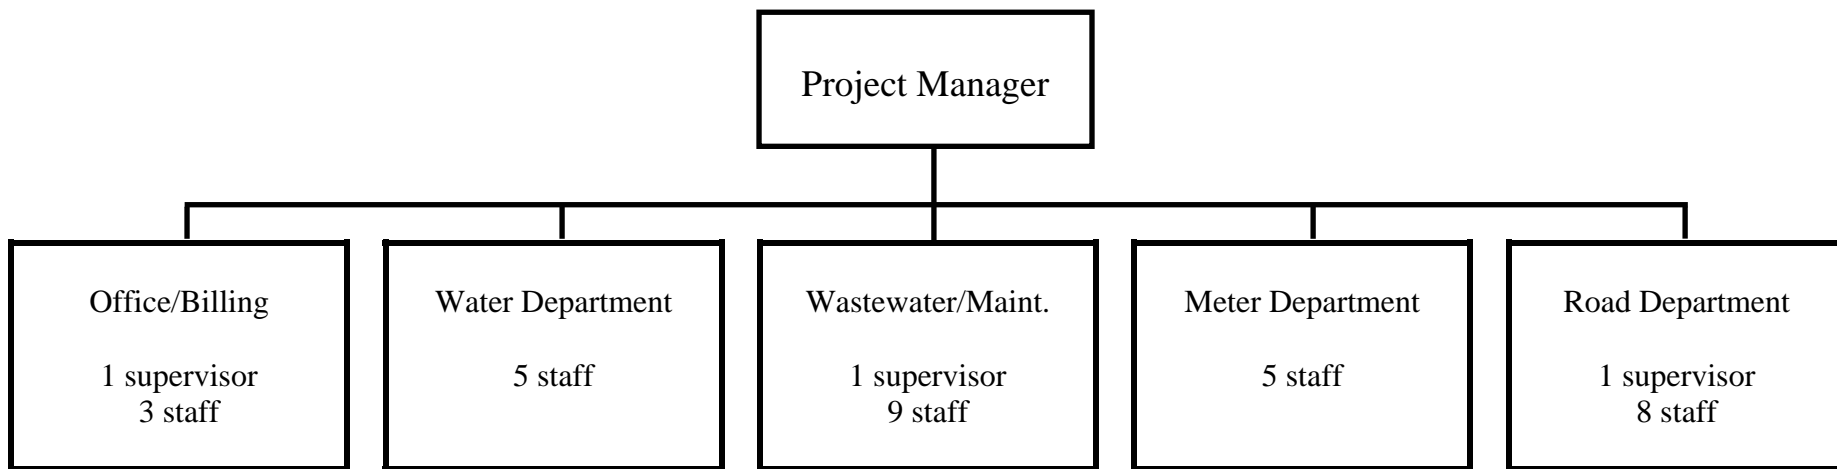 Project Manager
Office/Billing
1 supervisor
3 staff
Water Department
5 staff
Wastewater/Maint.
1 supervisor
9 staff
Meter Department
5 staff
Road Department
1 supervisor
8 staff